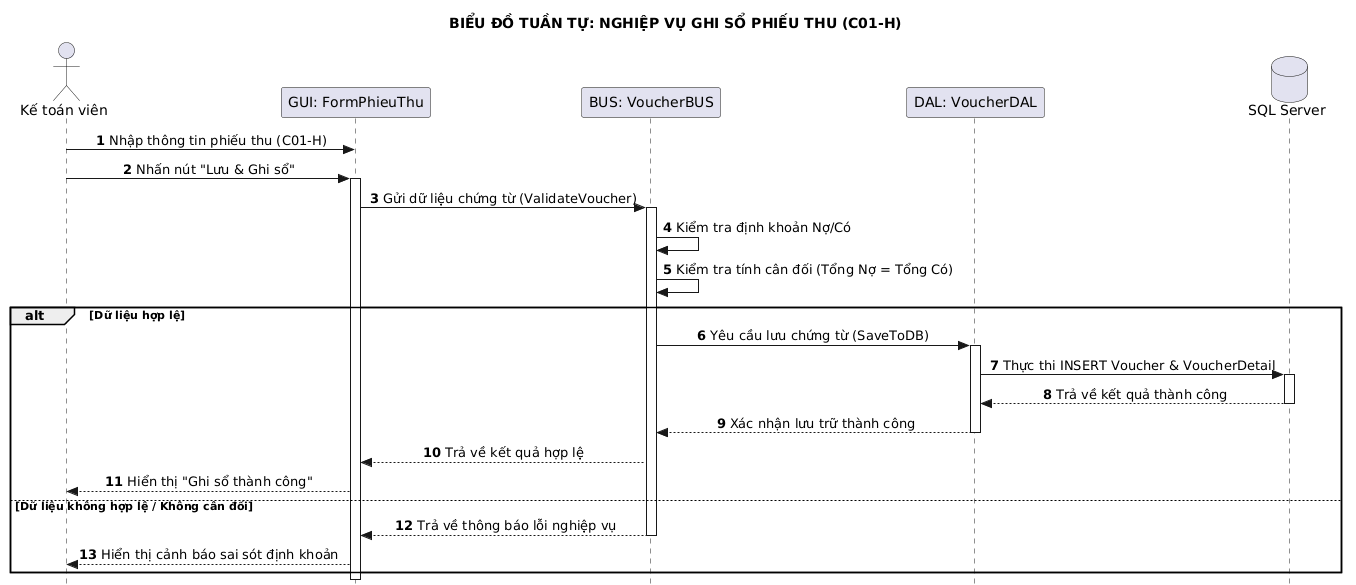 BIỂU ĐỒ TUẦN TỰ: NGHIỆP VỤ GHI SỔ PHIẾU THU (C01-H)
Kế toán viên
GUI: FormPhieuThu
BUS: VoucherBUS
DAL: VoucherDAL
SQL Server
1 Nhập thông tin phiếu thu (C01-H)
2 Nhấn nút "Lưu & Ghi sổ"
3 Gửi dữ liệu chứng từ (ValidateVoucher)
4 Kiểm tra định khoản Nợ/Có
5 Kiểm tra tính cân đối (Tổng Nợ = Tổng Có)
alt [Dữ liệu hợp lệ]
6 Yêu cầu lưu chứng từ (SaveToDB)
7 Thực thi INSERT Voucher & VoucherDetail
8 Trả về kết quả thành công
9 Xác nhận lưu trữ thành công
10 Trả về kết quả hợp lệ
11 Hiển thị "Ghi sổ thành công"
[Dữ liệu không hợp lệ / Không cân đối]
12 Trả về thông báo lỗi nghiệp vụ
13 Hiển thị cảnh báo sai sót định khoản